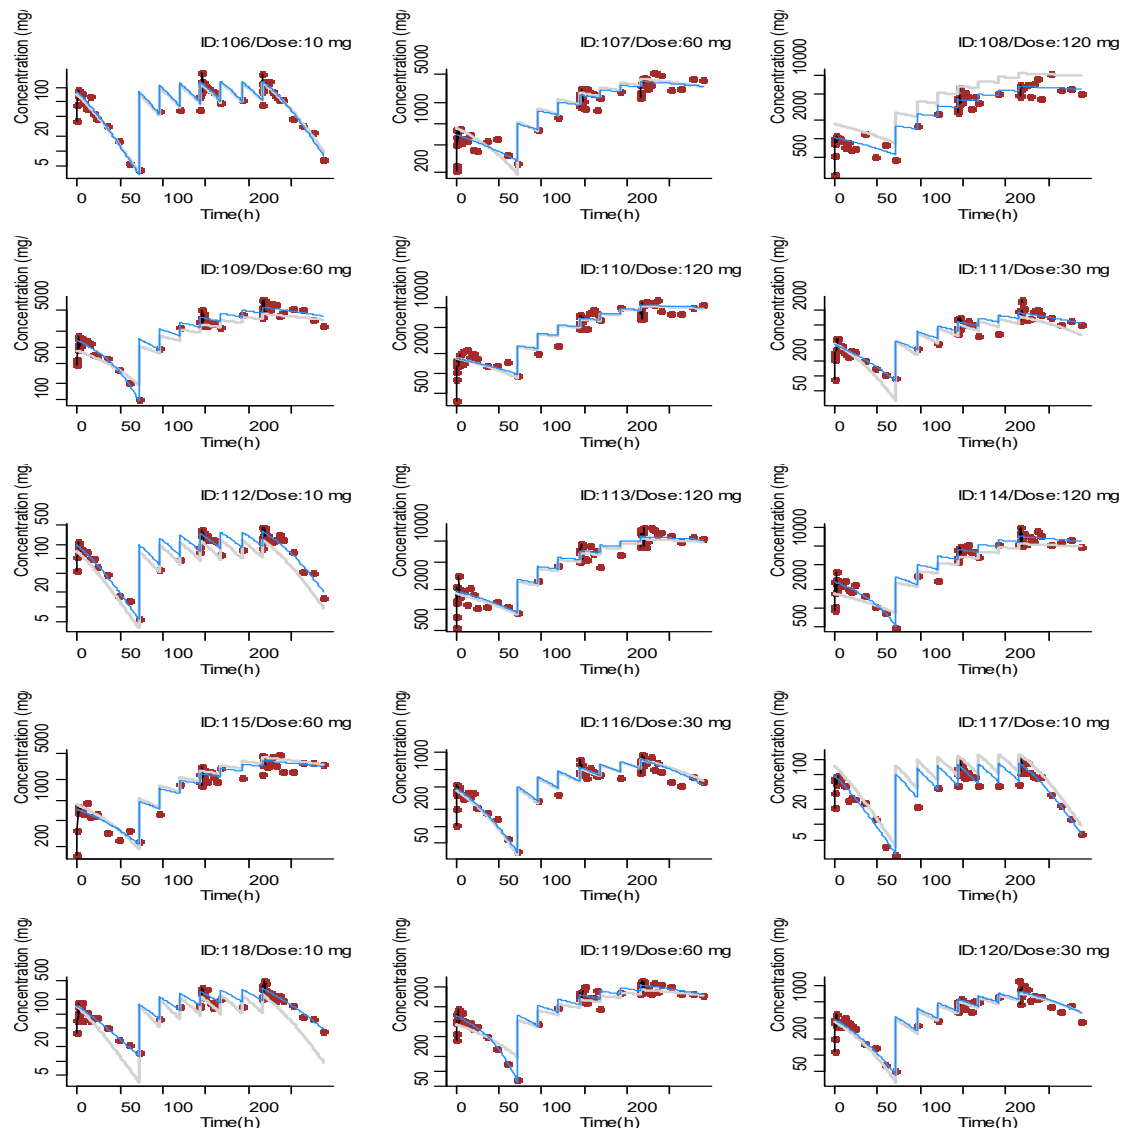 ID:106/Dose:10 mg
Concentration (mg/
100
20
5
0 50 100 200
Time(h)
ID:107/Dose:60 mg
Concentration (mg/
5000
1000
200
0 50 100 200
Time(h)
ID:108/Dose:120 mg
Concentration (mg/
10000
2000
500
0 50 100 200
Time(h)
ID:109/Dose:60 mg
Concentration (mg/
5000
500
100
0 50 100 200
Time(h)
ID:110/Dose:120 mg
Concentration (mg/
10000
2000
500
0 50 100 200
Time(h)
ID:111/Dose:30 mg
Concentration (mg/
2000
200
50
0 50 100 200
Time(h)
ID:112/Dose:10 mg
Concentration (mg/
500
100
20
5
0 50 100 200
Time(h)
ID:113/Dose:120 mg
Concentration (mg/
10000
2000
500
0 50 100 200
Time(h)
ID:114/Dose:120 mg
Concentration (mg/
10000
2000
500
0 50 100 200
Time(h)
ID:115/Dose:60 mg
Concentration (mg/
5000
1000
200
0 50 100 200
Time(h)
ID:116/Dose:30 mg
Concentration (mg/
1000
200
50
0 50 100 200
Time(h)
ID:117/Dose:10 mg
Concentration (mg/
100
20
5
0 50 100 200
Time(h)
ID:118/Dose:10 mg
Concentration (mg/
500
100
20
5
0 50 100 200
Time(h)
ID:119/Dose:60 mg
Concentration (mg/
2000
500
200
50
0 50 100 200
Time(h)
ID:120/Dose:30 mg
Concentration (mg/
1000
200
50
0 50 100 200
Time(h)